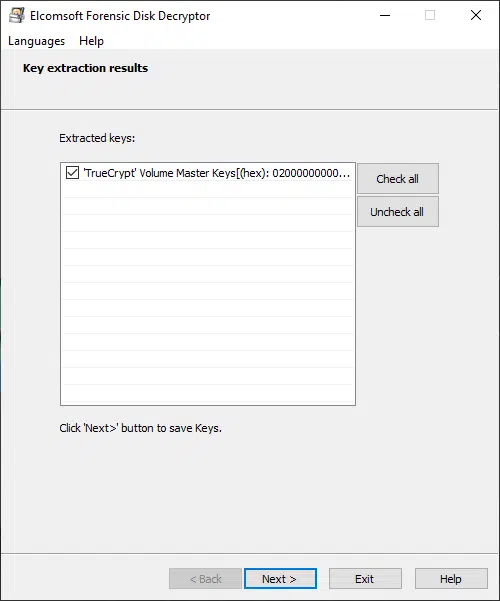 Elcomsoft Forensic Disk Decryptor
Languages Help
Key extraction results
Extracted keys:
'TrueCrypt' Volume Master Keys[(hex): 02000000000...
Check all
Uncheck all
Click 'Next>' button to save Keys.
< Back Next > Exit Help